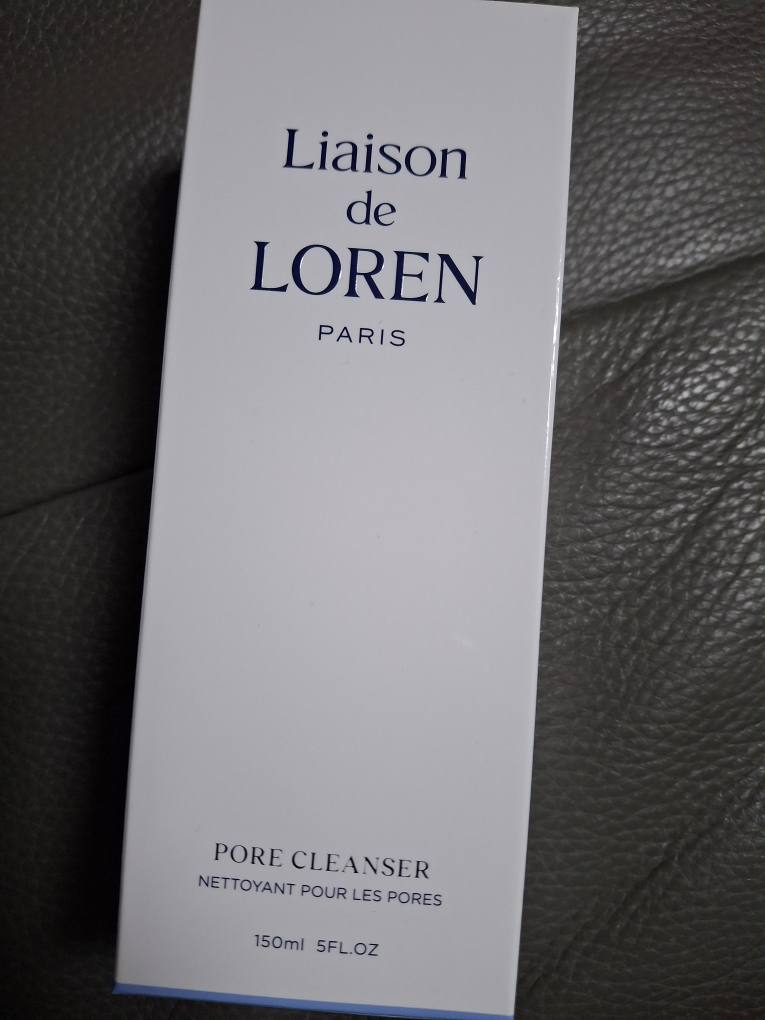 Liaison
de
LOREN
PARIS
PORE CLEANSER
NETTOYANT POUR LES PORES
150ml 5FL.OZ